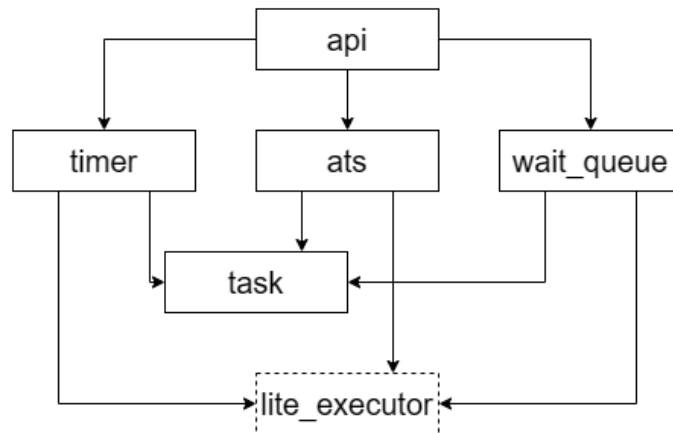 api
timer
ats
wait_queue
task
lite_executor